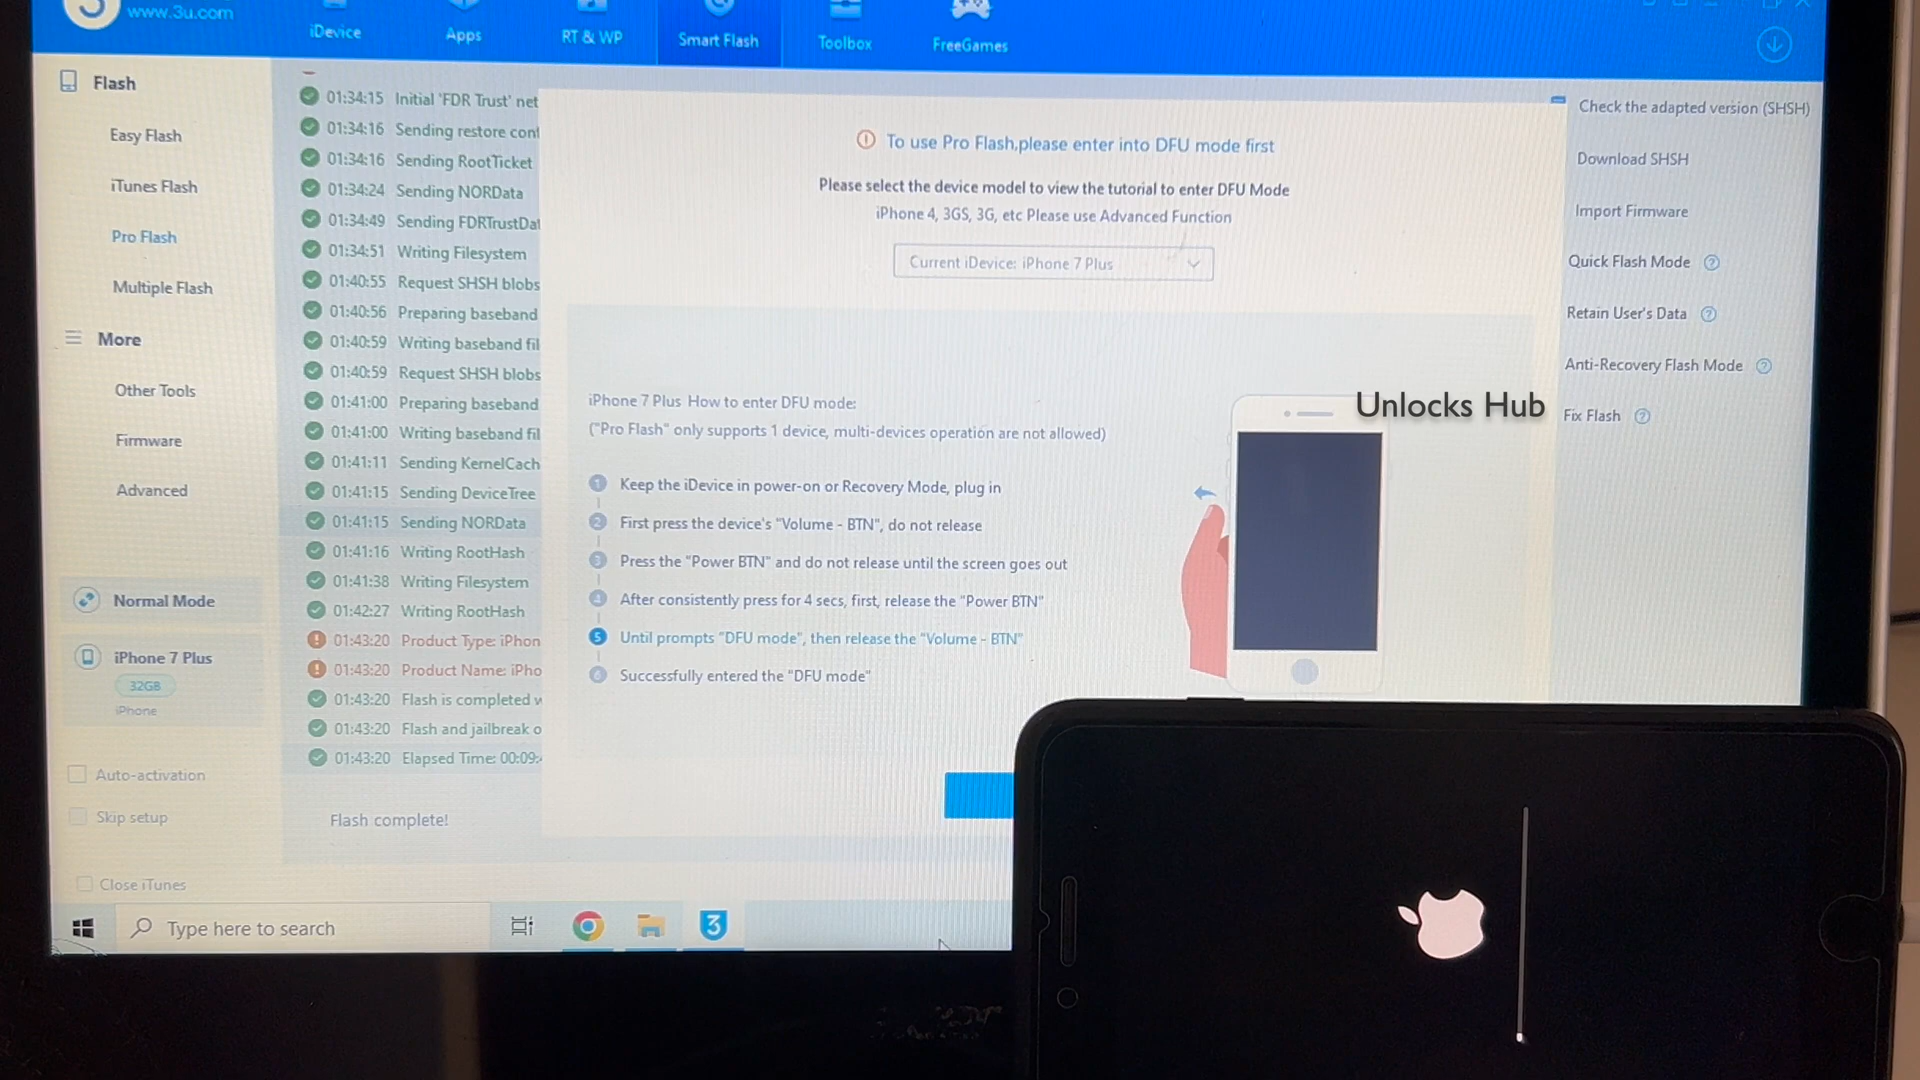 www.3u.com
iDevice
Apps
RT & WP
Smart Flash
Toolbox
FreeGames
Flash
Easy Flash
iTunes Flash
Pro Flash
Multiple Flash
More
Other Tools
Firmware
Advanced
Normal Mode
iPhone 7 Plus
32GB
iPhone
Auto-activation
Skip setup
Close iTunes
01:34:15 Initial 'FDR Trust' net
01:34:16 Sending restore con
01:34:16 Sending RootTicket
01:34:24 Sending NORData
01:34:49 Sending FDRTrustDa
01:34:51 Writing Filesystem
01:40:55 Request SHSH blobs
01:40:56 Preparing baseband
01:40:59 Writing baseband fil
01:40:59 Request SHSH blobs
01:41:00 Preparing baseband
01:41:00 Writing baseband fil
01:41:11 Sending KernelCach
01:41:15 Sending DeviceTree
01:41:15 Sending NORData
01:41:16 Writing RootHash
01:41:38 Writing Filesystem
01:42:27 Writing RootHash
01:43:20 Product Type: iPhon
01:43:20 Product Name: iPho
01:43:20 Flash is completed w
01:43:20 Flash and jailbreak o
01:43:20 Elapsed Time: 00:09:
Flash complete!
To use Pro Flash,please enter into DFU mode first
Please select the device model to view the tutorial to enter DFU Mode
iPhone 4, 3GS, 3G, etc Please use Advanced Function
Current iDevice: iPhone 7 Plus
iPhone 7 Plus How to enter DFU mode:
("Pro Flash" only supports 1 device, multi-devices operation are not allowed)
1 Keep the iDevice in power-on or Recovery Mode, plug in
2 First press the device's "Volume - BTN", do not release
3 Press the "Power BTN" and do not release until the screen goes out
4 After consistently press for 4 secs, first, release the "Power BTN"
5 Until prompts "DFU mode", then release the "Volume - BTN"
6 Successfully entered the "DFU mode"
Unlocks Hub
Check the adapted version (SHSH)
Download SHSH
Import Firmware
Quick Flash Mode ?
Retain User's Data ?
Anti-Recovery Flash Mode ?
Fix Flash ?
Type here to search
3